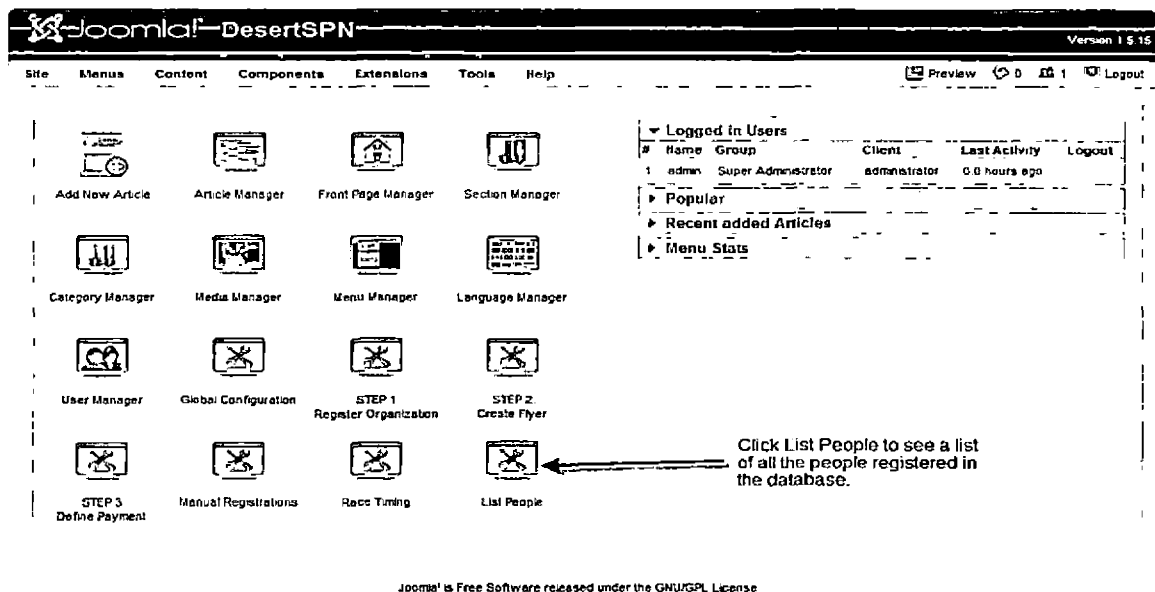 Joomla! DesertSPN
Version 1.5.15
Site Menus Content Components Extensions Tools Help
Preview 0 1 Logout
Add New Article Article Manager Front Page Manager Section Manager
Category Manager Media Manager Menu Manager Language Manager
User Manager Global Configuration STEP 1 Register Organization STEP 2. Create Flyer
STEP 3 Define Payment Manual Registrations Race Timing List People
Logged in Users
# Name Group Client Last Activity Logout
1 admin Super Administrator administrator 0.0 hours ago
Popular
Recent added Articles
Menu Stats
Click List People to see a list
of all the people registered in
the database.
Joomla! is Free Software released under the GNU/GPL License